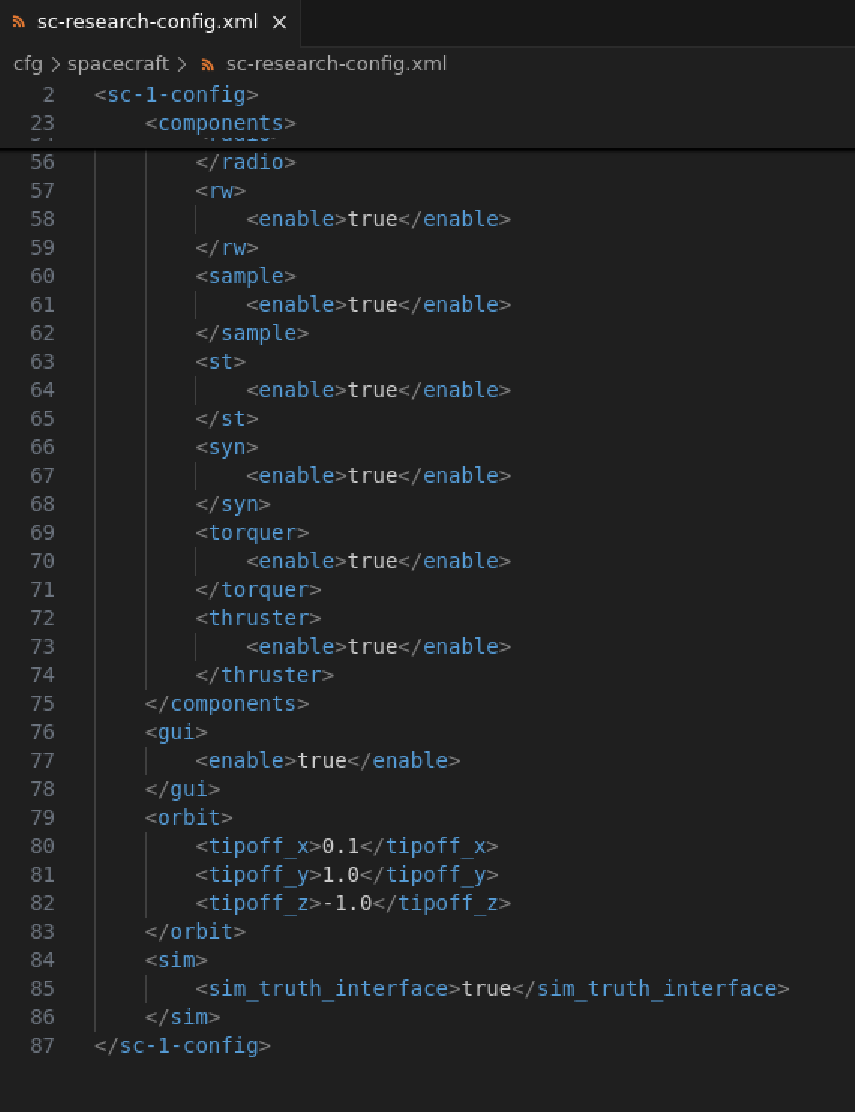 sc-research-config.xml ×
cfg > spacecraft > sc-research-config.xml
2 <sc-1-config>
23 <components>
56 </radio>
57 <rw>
58 <enable>true</enable>
59 </rw>
60 <sample>
61 <enable>true</enable>
62 </sample>
63 <st>
64 <enable>true</enable>
65 </st>
66 <syn>
67 <enable>true</enable>
68 </syn>
69 <torquer>
70 <enable>true</enable>
71 </torquer>
72 <thruster>
73 <enable>true</enable>
74 </thruster>
75 </components>
76 <gui>
77 <enable>true</enable>
78 </gui>
79 <orbit>
80 <tipoff_x>0.1</tipoff_x>
81 <tipoff_y>1.0</tipoff_y>
82 <tipoff_z>-1.0</tipoff_z>
83 </orbit>
84 <sim>
85 <sim_truth_interface>true</sim_truth_interface>
86 </sim>
87 </sc-1-config>